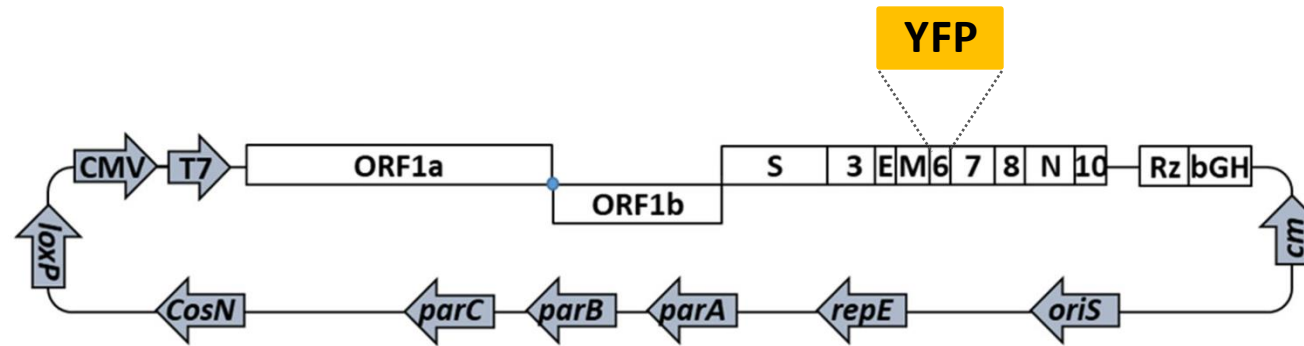 YFP
CMV T7 ORF1a S 3 E M 6 7 8 N 10 Rz bGH
ORF1b
loxP cm
CosN parC parB parA repE oriS